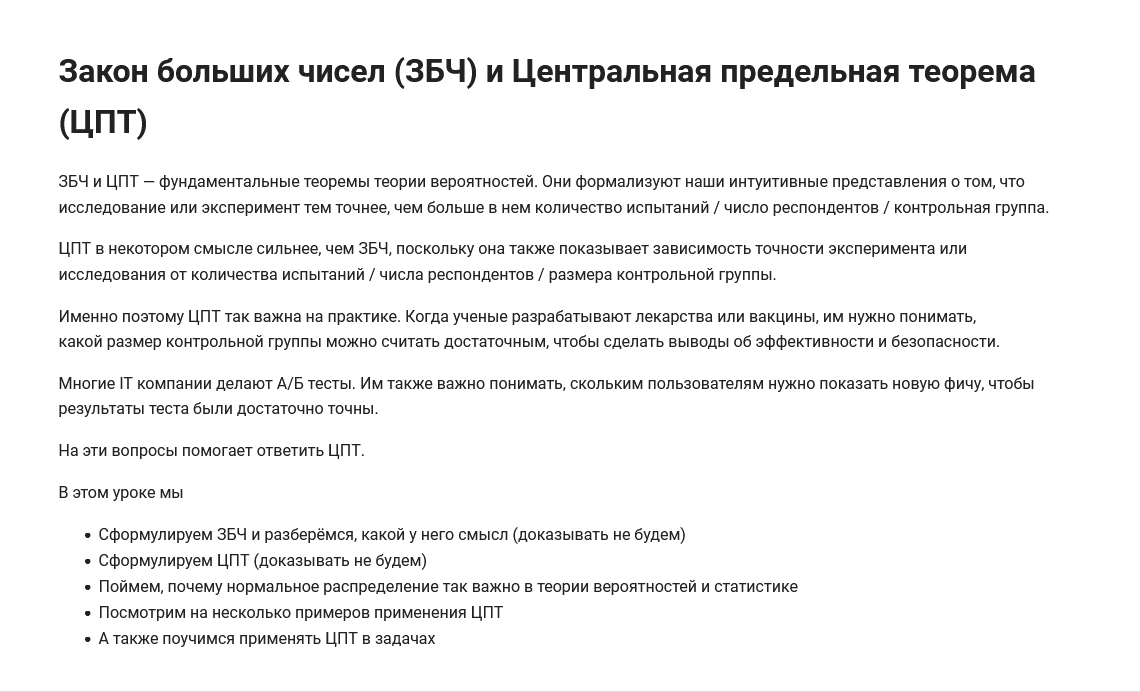 Закон больших чисел (ЗБЧ) и Центральная предельная теорема
(ЦПТ)
ЗБЧ и ЦПТ — фундаментальные теоремы теории вероятностей. Они формализуют наши интуитивные представления о том, что
исследование или эксперимент тем точнее, чем больше в нем количество испытаний / число респондентов / контрольная группа.
ЦПТ в некотором смысле сильнее, чем ЗБЧ, поскольку она также показывает зависимость точности эксперимента или
исследования от количества испытаний / числа респондентов / размера контрольной группы.
Именно поэтому ЦПТ так важна на практике. Когда ученые разрабатывают лекарства или вакцины, им нужно понимать,
какой размер контрольной группы можно считать достаточным, чтобы сделать выводы об эффективности и безопасности.
Многие IT компании делают А/Б тесты. Им также важно понимать, скольким пользователям нужно показать новую фичу, чтобы
результаты теста были достаточно точны.
На эти вопросы помогает ответить ЦПТ.
В этом уроке мы
• Сформулируем ЗБЧ и разберёмся, какой у него смысл (доказывать не будем)
• Сформулируем ЦПТ (доказывать не будем)
• Поймем, почему нормальное распределение так важно в теории вероятностей и статистике
• Посмотрим на несколько примеров применения ЦПТ
• А также поучимся применять ЦПТ в задачах